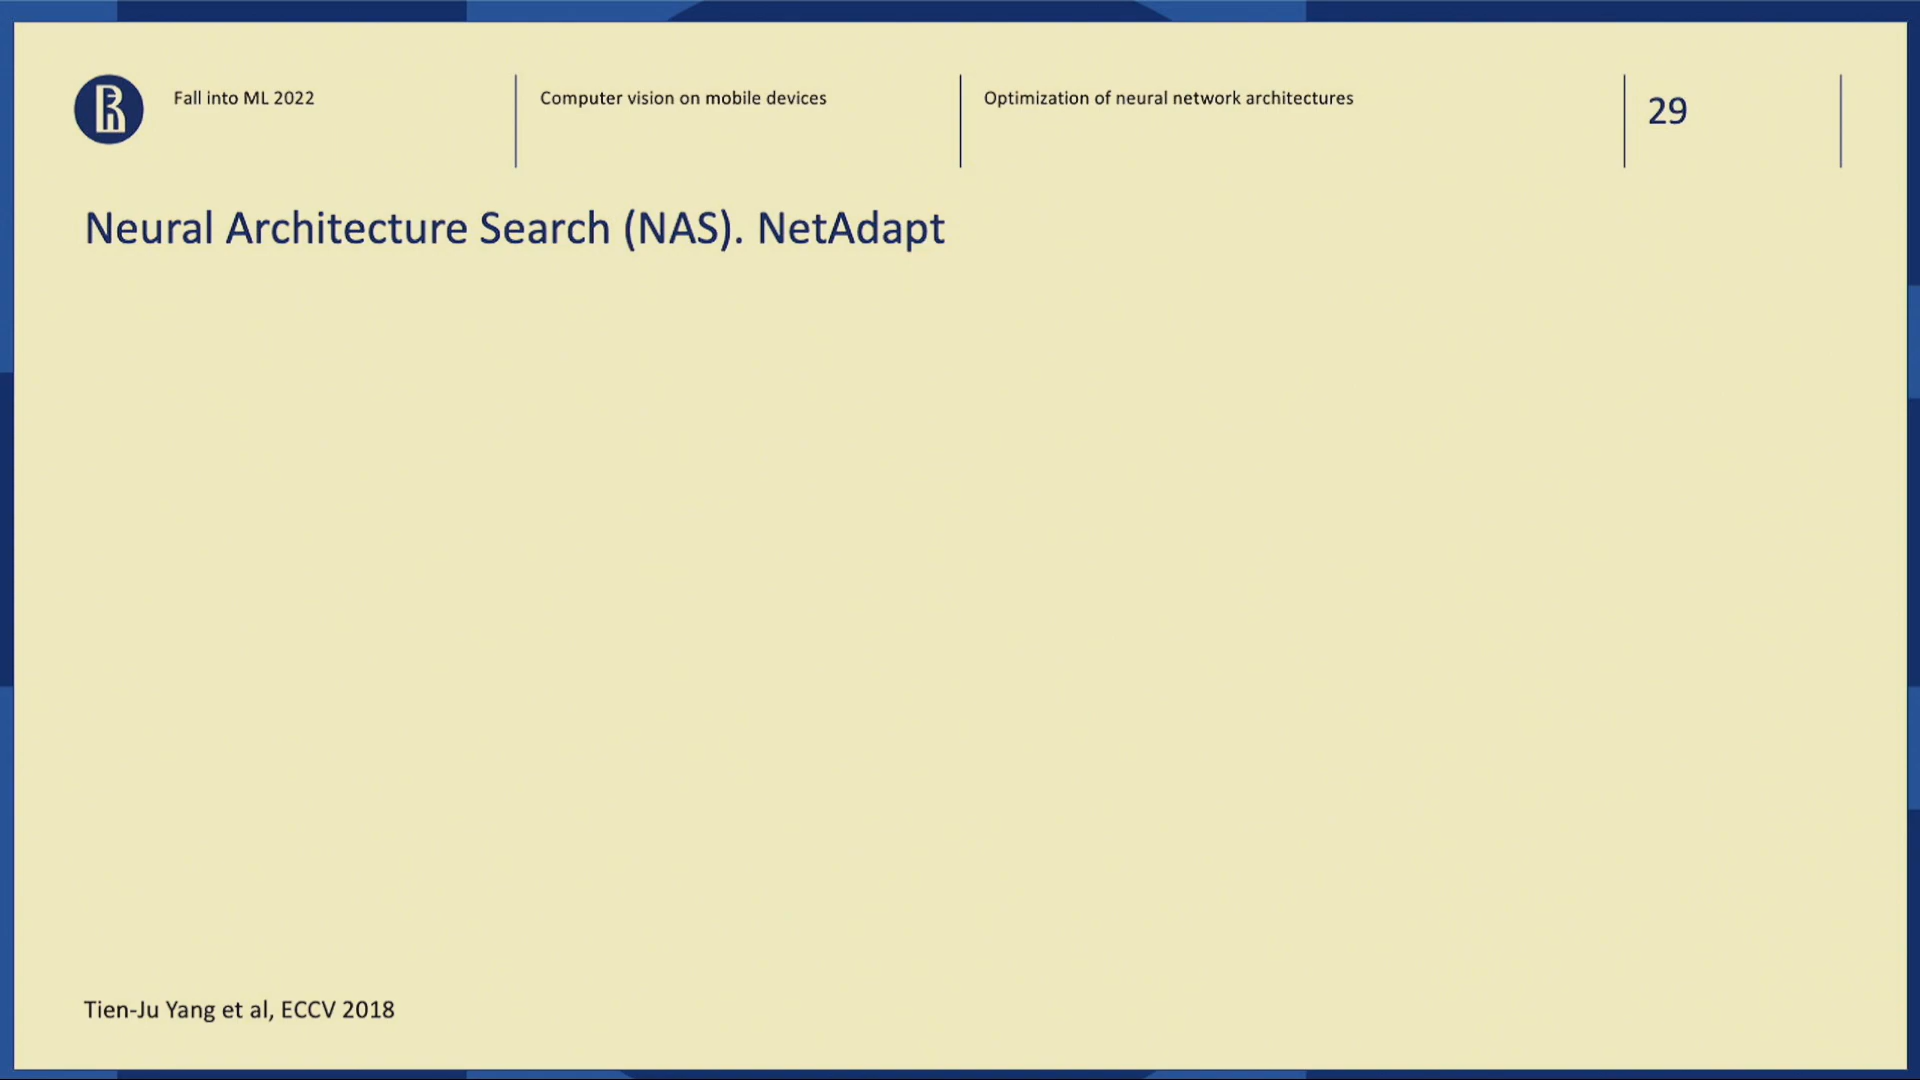 Fall into ML 2022
Computer vision on mobile devices
Optimization of neural network architectures
29
Neural Architecture Search (NAS). NetAdapt
Tien-Ju Yang et al, ECCV 2018